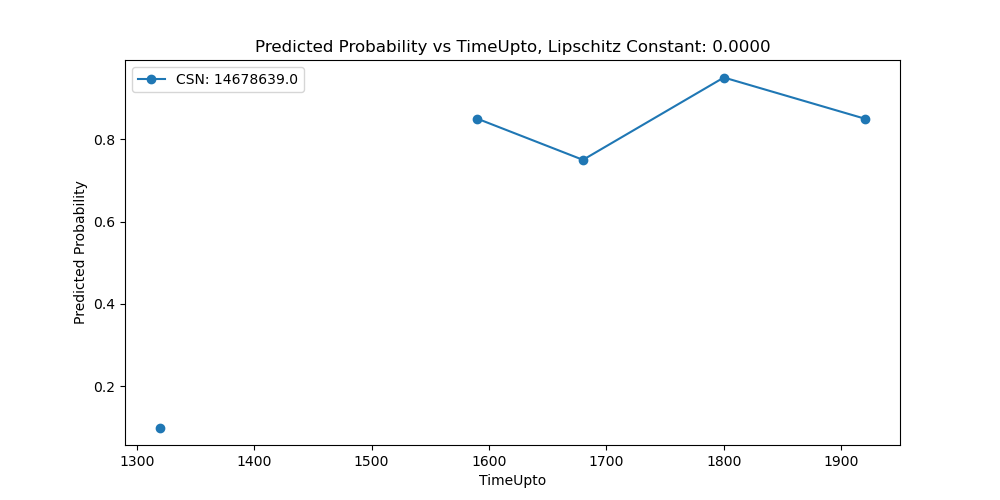 Predicted Probability vs TimeUpto, Lipschitz Constant: 0.0000
CSN: 14678639.0
Predicted Probability
0.8
0.6
0.4
0.2
1300 1400 1500 1600 1700 1800 1900
TimeUpto